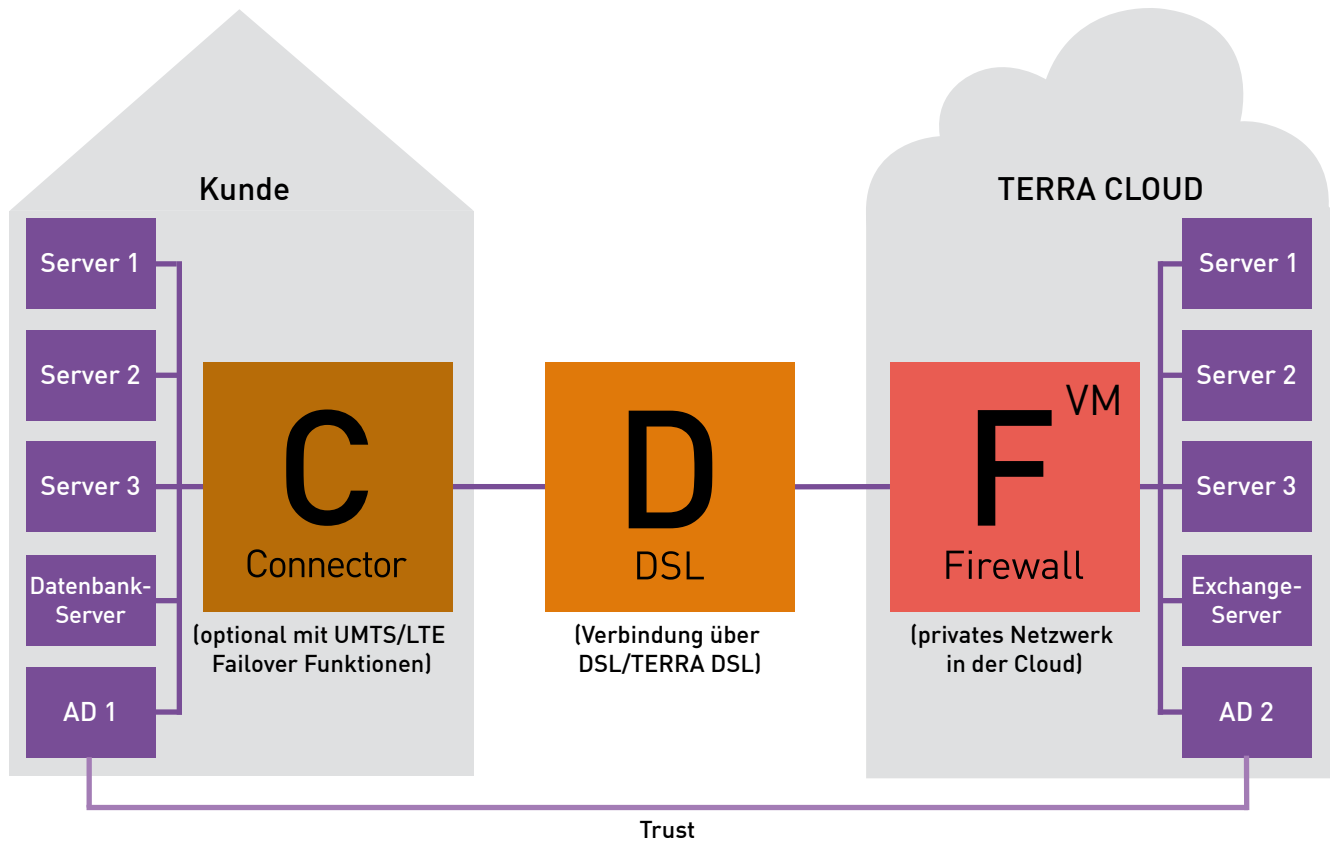 Kunde
Server 1
Server 2
Server 3
Datenbank-
Server
AD 1
C
Connector
(optional mit UMTS/LTE
Failover Funktionen)
D
DSL
(Verbindung über
DSL/TERRA DSL)
TERRA CLOUD
F VM
Firewall
(privates Netzwerk
in der Cloud)
Server 1
Server 2
Server 3
Exchange-
Server
AD 2
Trust